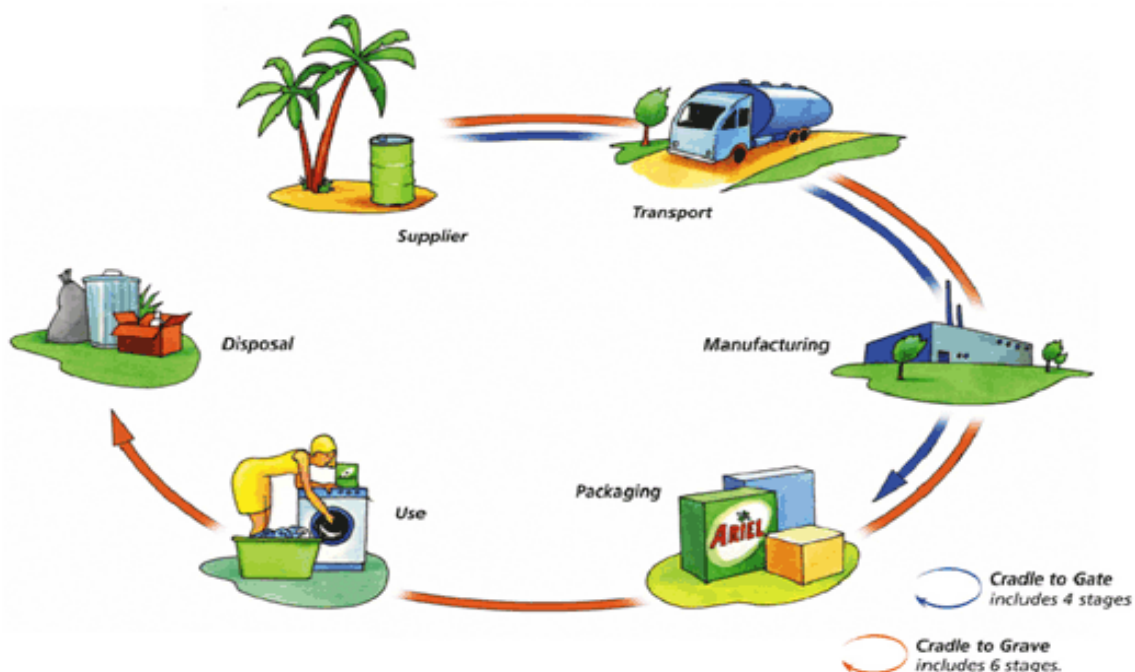 Supplier
Transport
Disposal
Manufacturing
Use
Packaging
ARIEL
Cradle to Gate
includes 4 stages
Cradle to Grave
includes 6 stages.